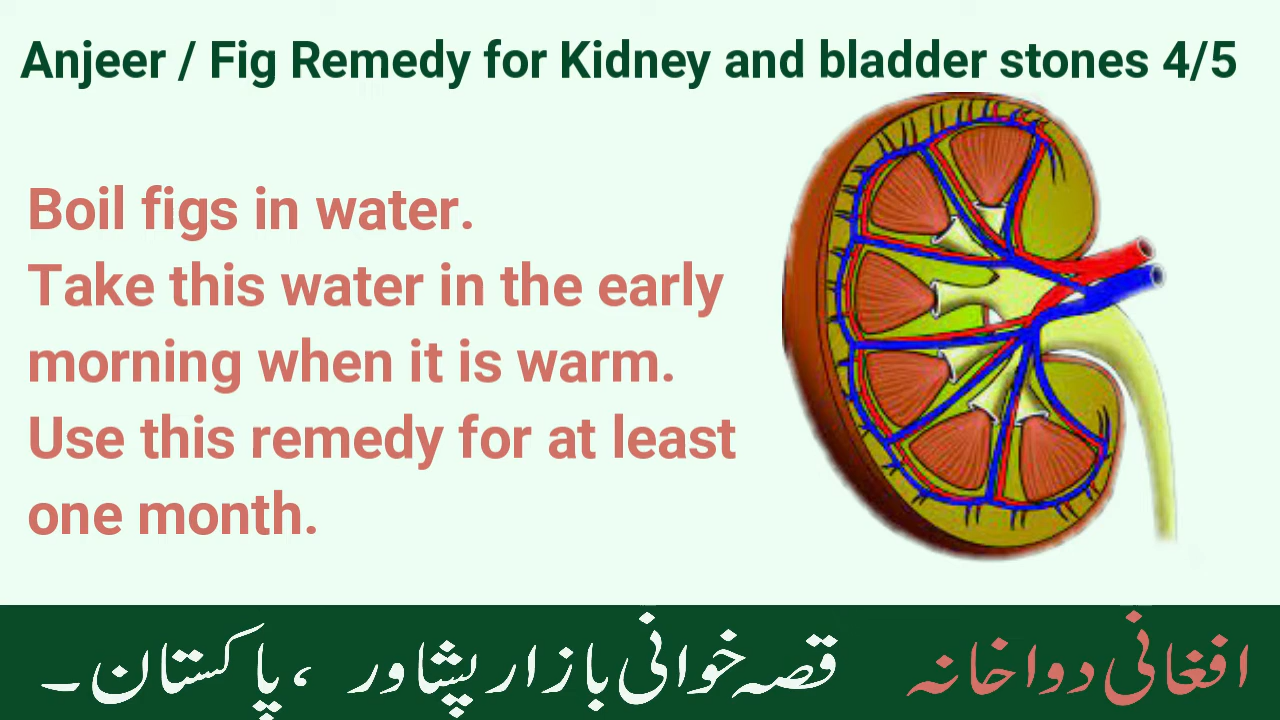 Anjeer / Fig Remedy for Kidney and bladder stones 4/5
Boil figs in water.
Take this water in the early
morning when it is warm.
Use this remedy for at least
one month.
افغانی دواخانہ قصہ خوانی بازار پشاور ، پاکستان۔